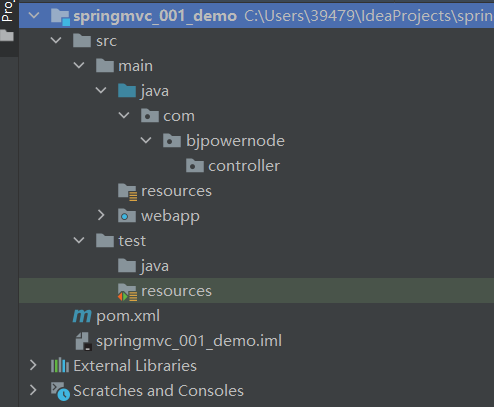 Pro
springmvc_001_demo C:\Users\39479\IdeaProjects\sprin
src
main
java
com
bjpowernode
controller
resources
webapp
test
java
resources
pom.xml
springmvc_001_demo.iml
External Libraries
Scratches and Consoles